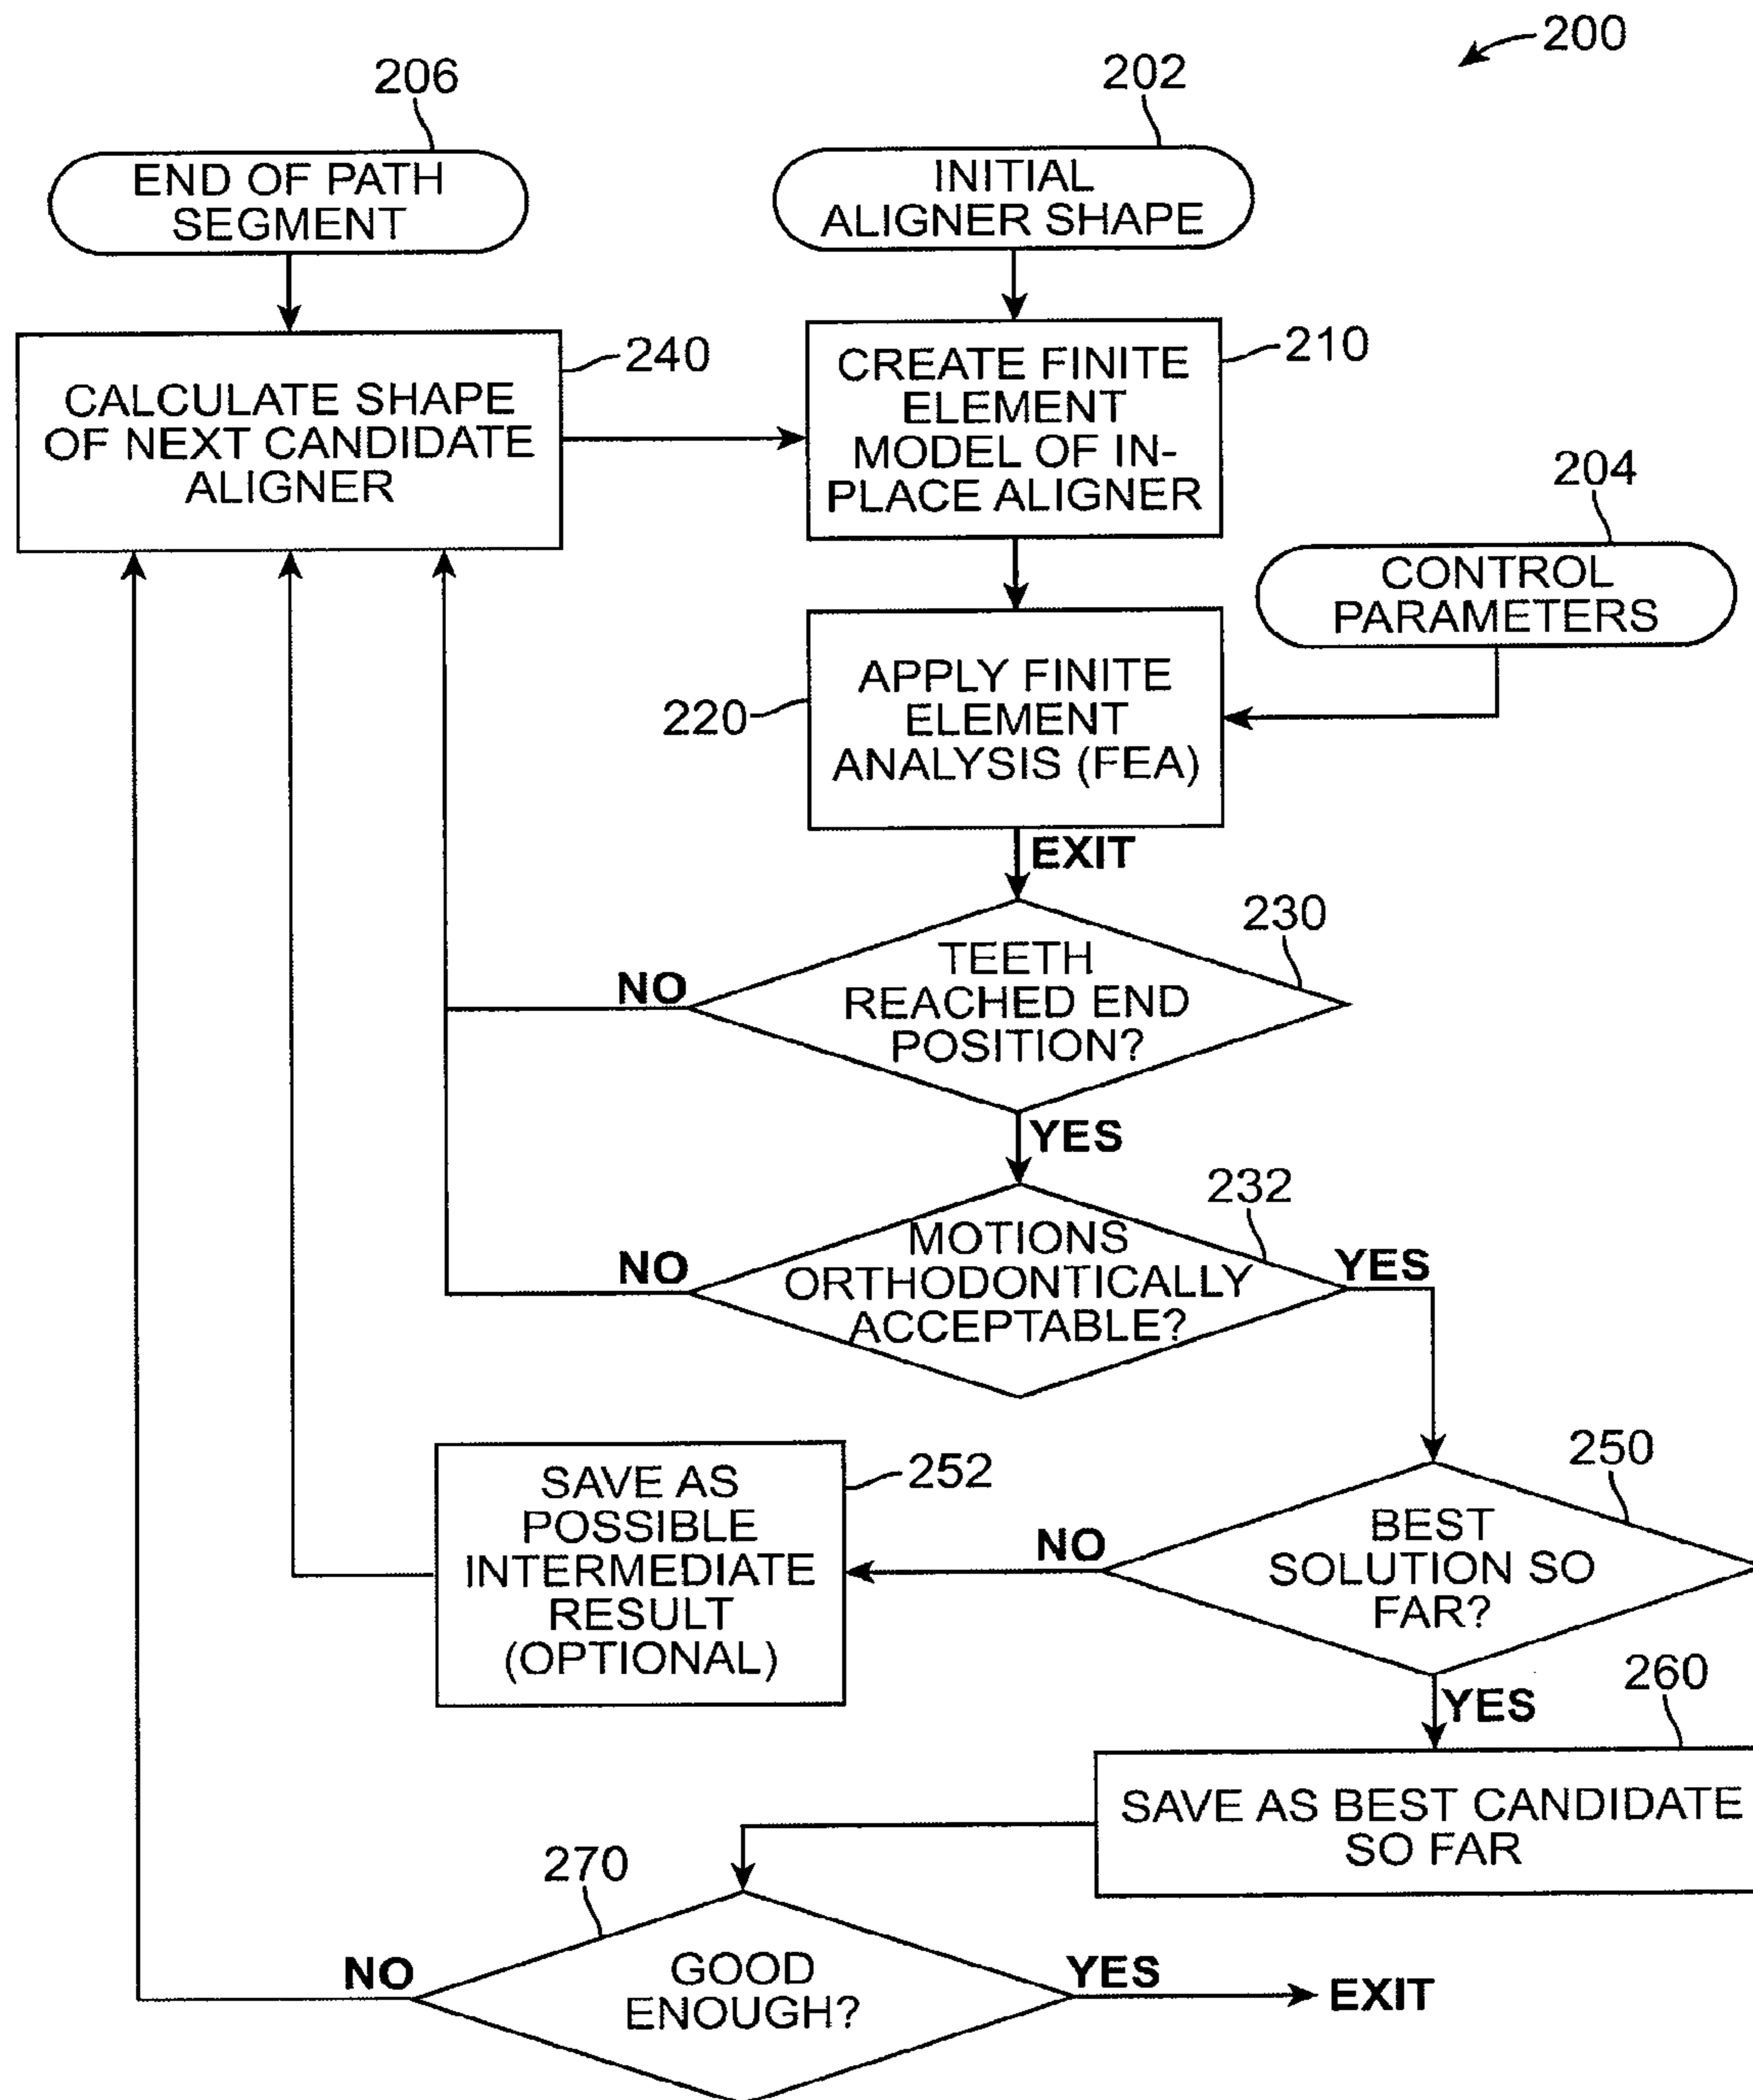 200
206
202
END OF PATH
SEGMENT
INITIAL
ALIGNER SHAPE
240
CALCULATE SHAPE
OF NEXT CANDIDATE
ALIGNER
210
CREATE FINITE
ELEMENT
MODEL OF IN-
PLACE ALIGNER
204
CONTROL
PARAMETERS
220
APPLY FINITE
ELEMENT
ANALYSIS (FEA)
EXIT
230
TEETH
REACHED END
POSITION?
NO
YES
232
MOTIONS
ORTHODONTICALLY
ACCEPTABLE?
NO
YES
250
BEST
SOLUTION SO
FAR?
NO
YES
252
SAVE AS
POSSIBLE
INTERMEDIATE
RESULT
(OPTIONAL)
260
SAVE AS BEST CANDIDATE
SO FAR
270
GOOD
ENOUGH?
NO
YES
EXIT